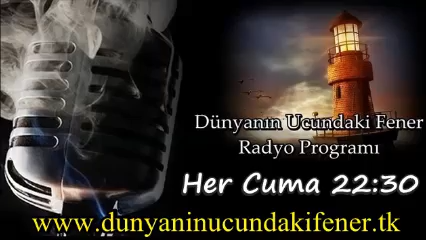 Dünyanın Ucundaki Fener
Radyo Programı
Her Cuma 22:30
www.dunyaninucundakifener.tk